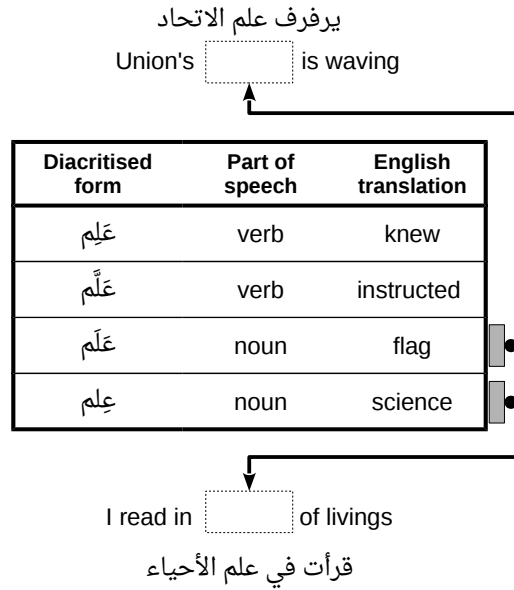 يرفرف علم الاتحاد
Union's is waving
Diacritised form Part of speech English translation
عَلِم verb knew
عَلَّم verb instructed
عَلَم noun flag
عِلم noun science
I read in of livings
قرأت في علم الأحياء